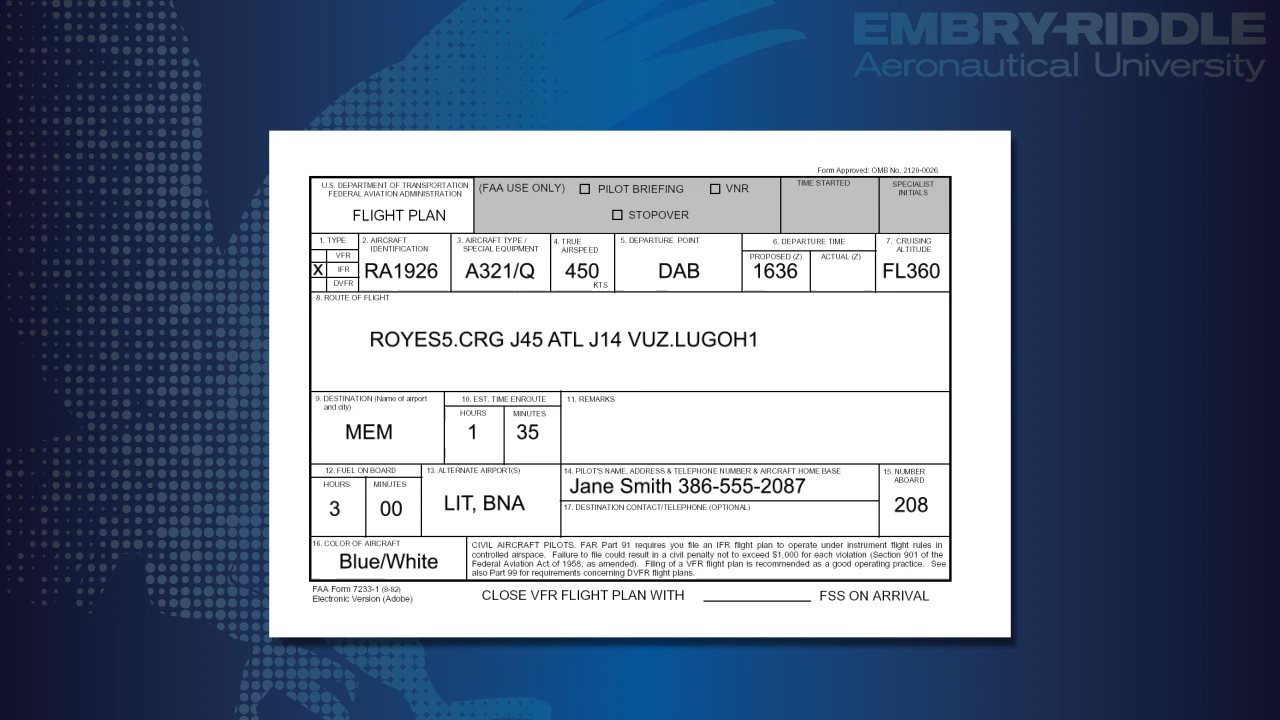 EMBRY-RIDDLE
Aeronautical University
Form Approved: OMB No. 2120-0026
U.S. DEPARTMENT OF TRANSPORTATION
FEDERAL AVIATION ADMINISTRATION
FLIGHT PLAN
(FAA USE ONLY) PILOT BRIEFING VNR
STOPOVER
TIME STARTED
SPECIALIST
INITIALS
1. TYPE
VFR
X IFR
DVFR
2. AIRCRAFT
IDENTIFICATION
RA1926
3. AIRCRAFT TYPE /
SPECIAL EQUIPMENT
A321/Q
4. TRUE
AIRSPEED
450
KTS
5. DEPARTURE POINT
DAB
6. DEPARTURE TIME
PROPOSED (Z) ACTUAL (Z)
1636
7. CRUISING
ALTITUDE
FL360
8. ROUTE OF FLIGHT
ROYES5.CRG J45 ATL J14 VUZ.LUGOH1
9. DESTINATION (Name of airport
and city)
MEM
10. EST. TIME ENROUTE
HOURS MINUTES
1 35
11. REMARKS
12. FUEL ON BOARD
HOURS MINUTES
3 00
13. ALTERNATE AIRPORT(S)
LIT, BNA
14. PILOT'S NAME, ADDRESS & TELEPHONE NUMBER & AIRCRAFT HOME BASE
Jane Smith 386-555-2087
17. DESTINATION CONTACT/TELEPHONE (OPTIONAL)
15. NUMBER
ABOARD
208
16. COLOR OF AIRCRAFT
Blue/White
CIVIL AIRCRAFT PILOTS. FAR Part 91 requires you file an IFR flight plan to operate under instrument flight rules in
controlled airspace. Failure to file could result in a civil penalty not to exceed $1,000 for each violation (Section 901 of the
Federal Aviation Act of 1958, as amended). Filing of a VFR flight plan is recommended as a good operating practice. See
also Part 99 for requirements concerning DVFR flight plans.
FAA Form 7233-1 (8-82)
Electronic Version (Adobe)
CLOSE VFR FLIGHT PLAN WITH FSS ON ARRIVAL